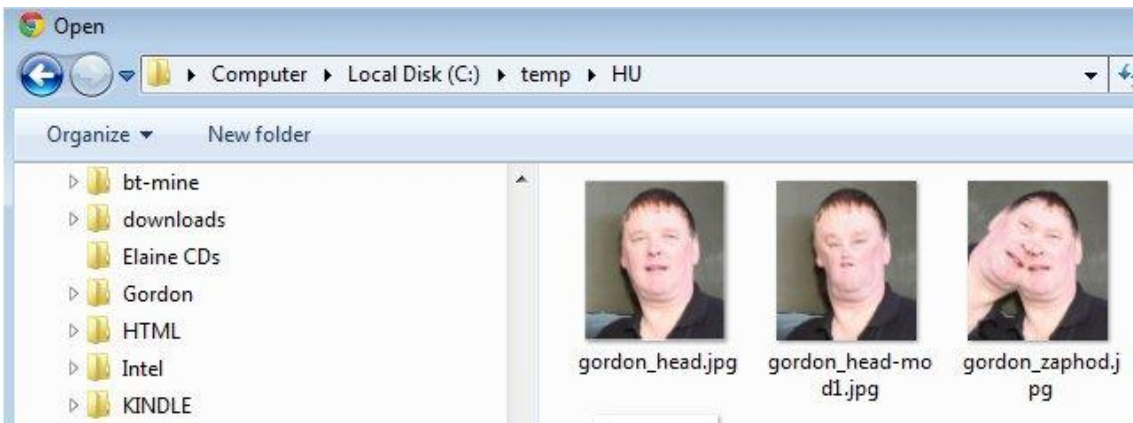 Open
Computer Local Disk (C:) temp HU
Organize New folder
bt-mine
downloads
Elaine CDs
Gordon
HTML
Intel
KINDLE
gordon_head.jpg
gordon_head-mo
d1.jpg
gordon_zaphod.j
pg